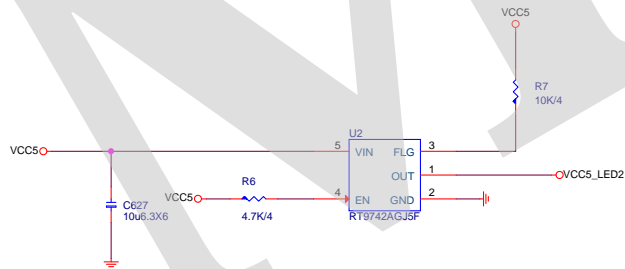 VCC5
R7
10K/4
U2
VCC5
5
VIN
FLG
3
OUT
1
VCC5_LED2
R6
VCC5
4
EN
GND
2
C627
10u6.3X6
4.7K/4
RT9742AGJ5F